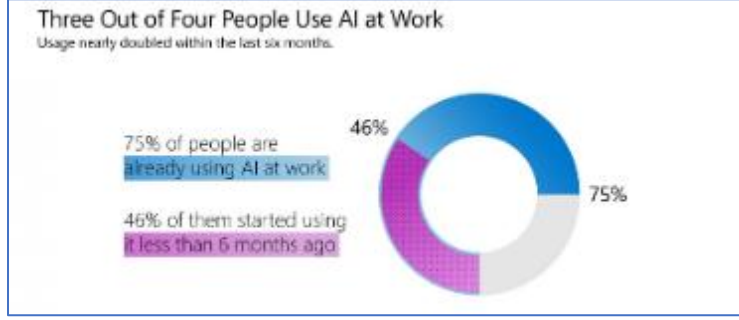 Three Out of Four People Use AI at Work
Usage nearly doubled within the last six months.
46%
75% of people are
already using AI at work
75%
46% of them started using
it less than 6 months ago